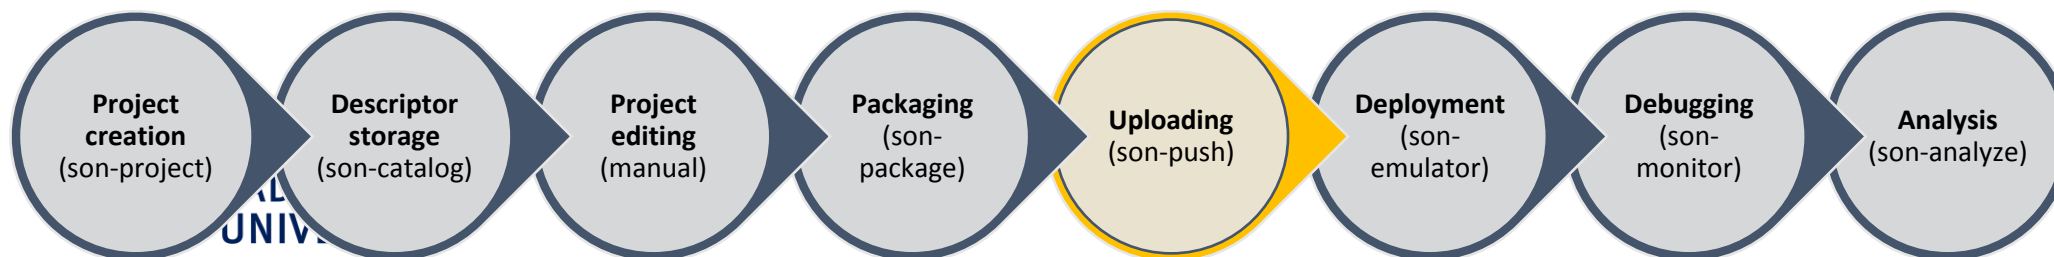 Project
creation
(son-project)
Descriptor
storage
(son-catalog)
Project
editing
(manual)
Packaging
(son-
package)
Uploading
(son-push)
Deployment
(son-
emulator)
Debugging
(son-
monitor)
Analysis
(son-analyze)